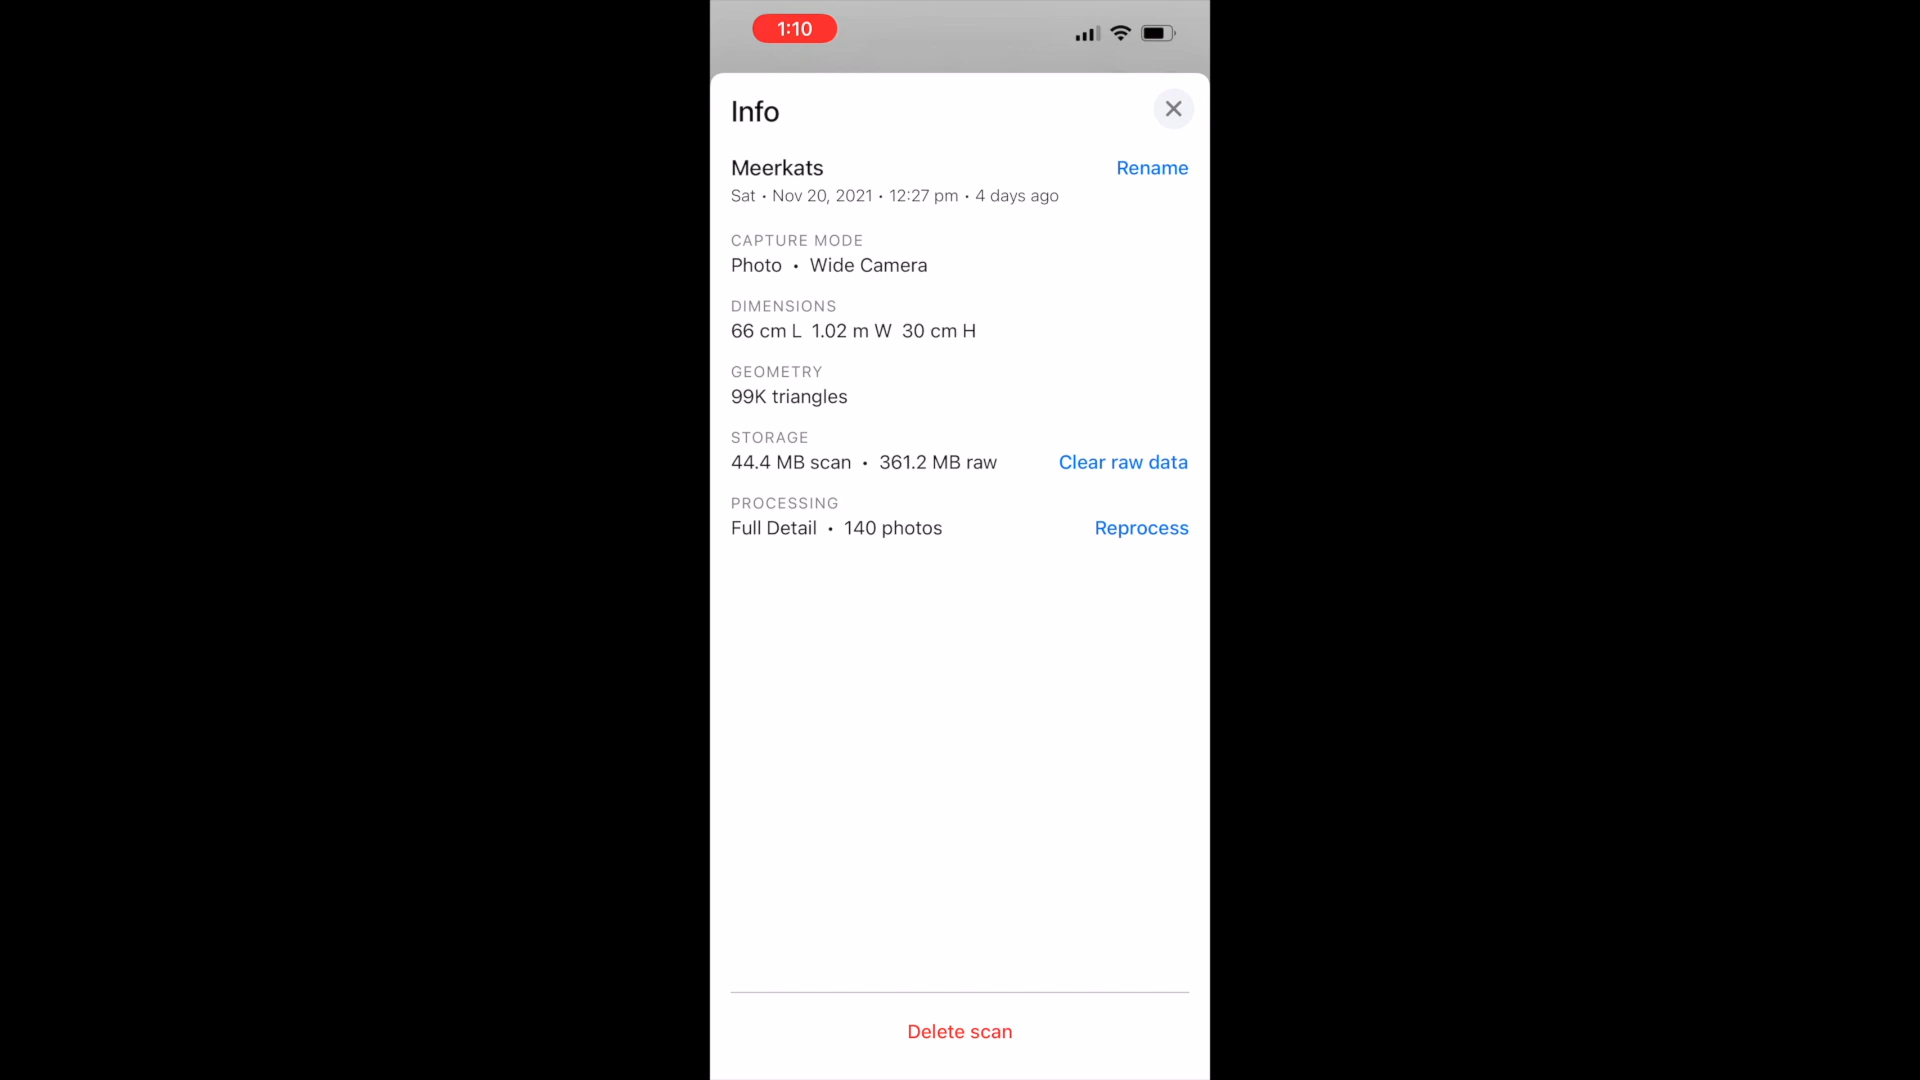 1:10
Info
Meerkats Rename
Sat • Nov 20, 2021 • 12:27 pm • 4 days ago
CAPTURE MODE
Photo • Wide Camera
DIMENSIONS
66 cm L 1.02 m W 30 cm H
GEOMETRY
99K triangles
STORAGE
44.4 MB scan • 361.2 MB raw Clear raw data
PROCESSING
Full Detail • 140 photos Reprocess
Delete scan